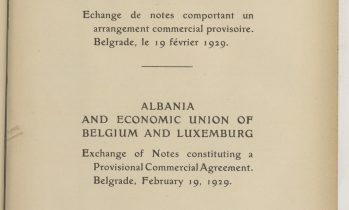 Echange de notes comportant un
arrangement commercial provisoire.
Belgrade, le 19 février 1929.
ALBANIA
AND ECONOMIC UNION OF
BELGIUM AND LUXEMBURG
Exchange of Notes constituting a
Provisional Commercial Agreement.
Belgrade, February 19, 1929.